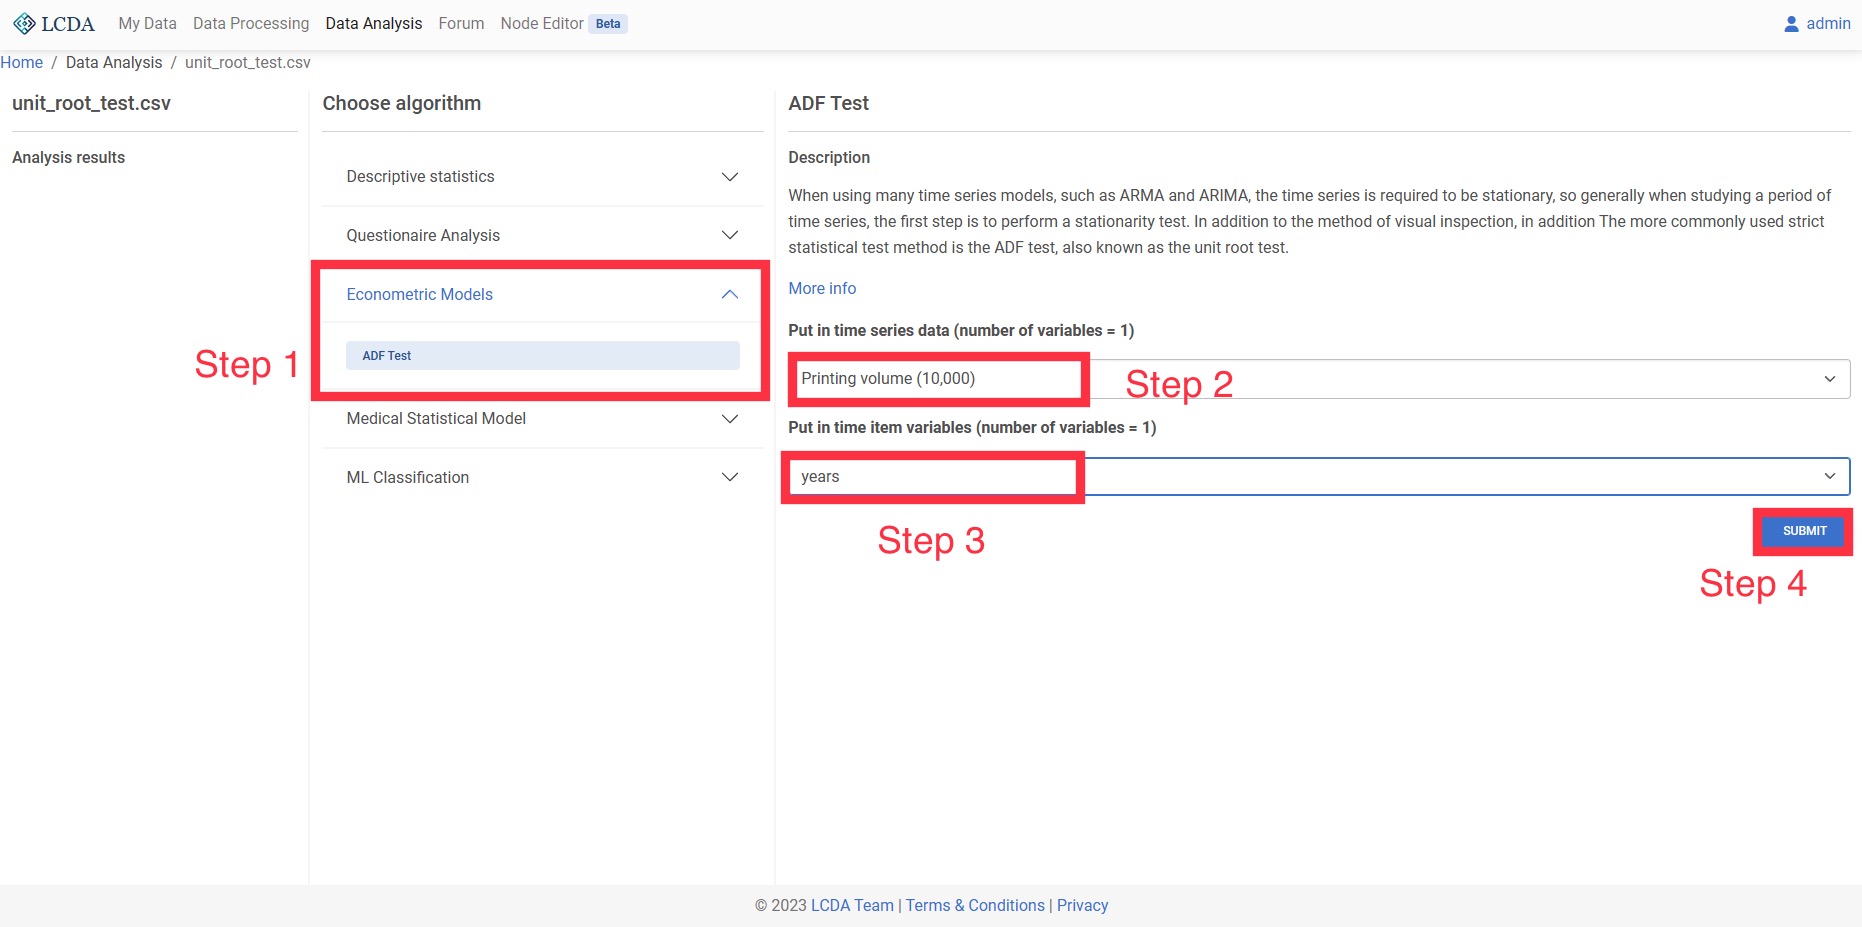 LCDA My Data Data Processing Data Analysis Forum Node Editor Beta admin
Home / Data Analysis / unit_root_test.csv
unit_root_test.csv
Analysis results
Choose algorithm
Descriptive statistics
Questionaire Analysis
Econometric Models
ADF Test
Step 1
Medical Statistical Model
ML Classification
ADF Test
Description
When using many time series models, such as ARMA and ARIMA, the time series is required to be stationary, so generally when studying a period of
time series, the first step is to perform a stationarity test. In addition to the method of visual inspection, in addition The more commonly used strict
statistical test method is the ADF test, also known as the unit root test.
More info
Put in time series data (number of variables = 1)
Printing volume (10,000)
Step 2
Put in time item variables (number of variables = 1)
years
Step 3
SUBMIT
Step 4
© 2023 LCDA Team | Terms & Conditions | Privacy